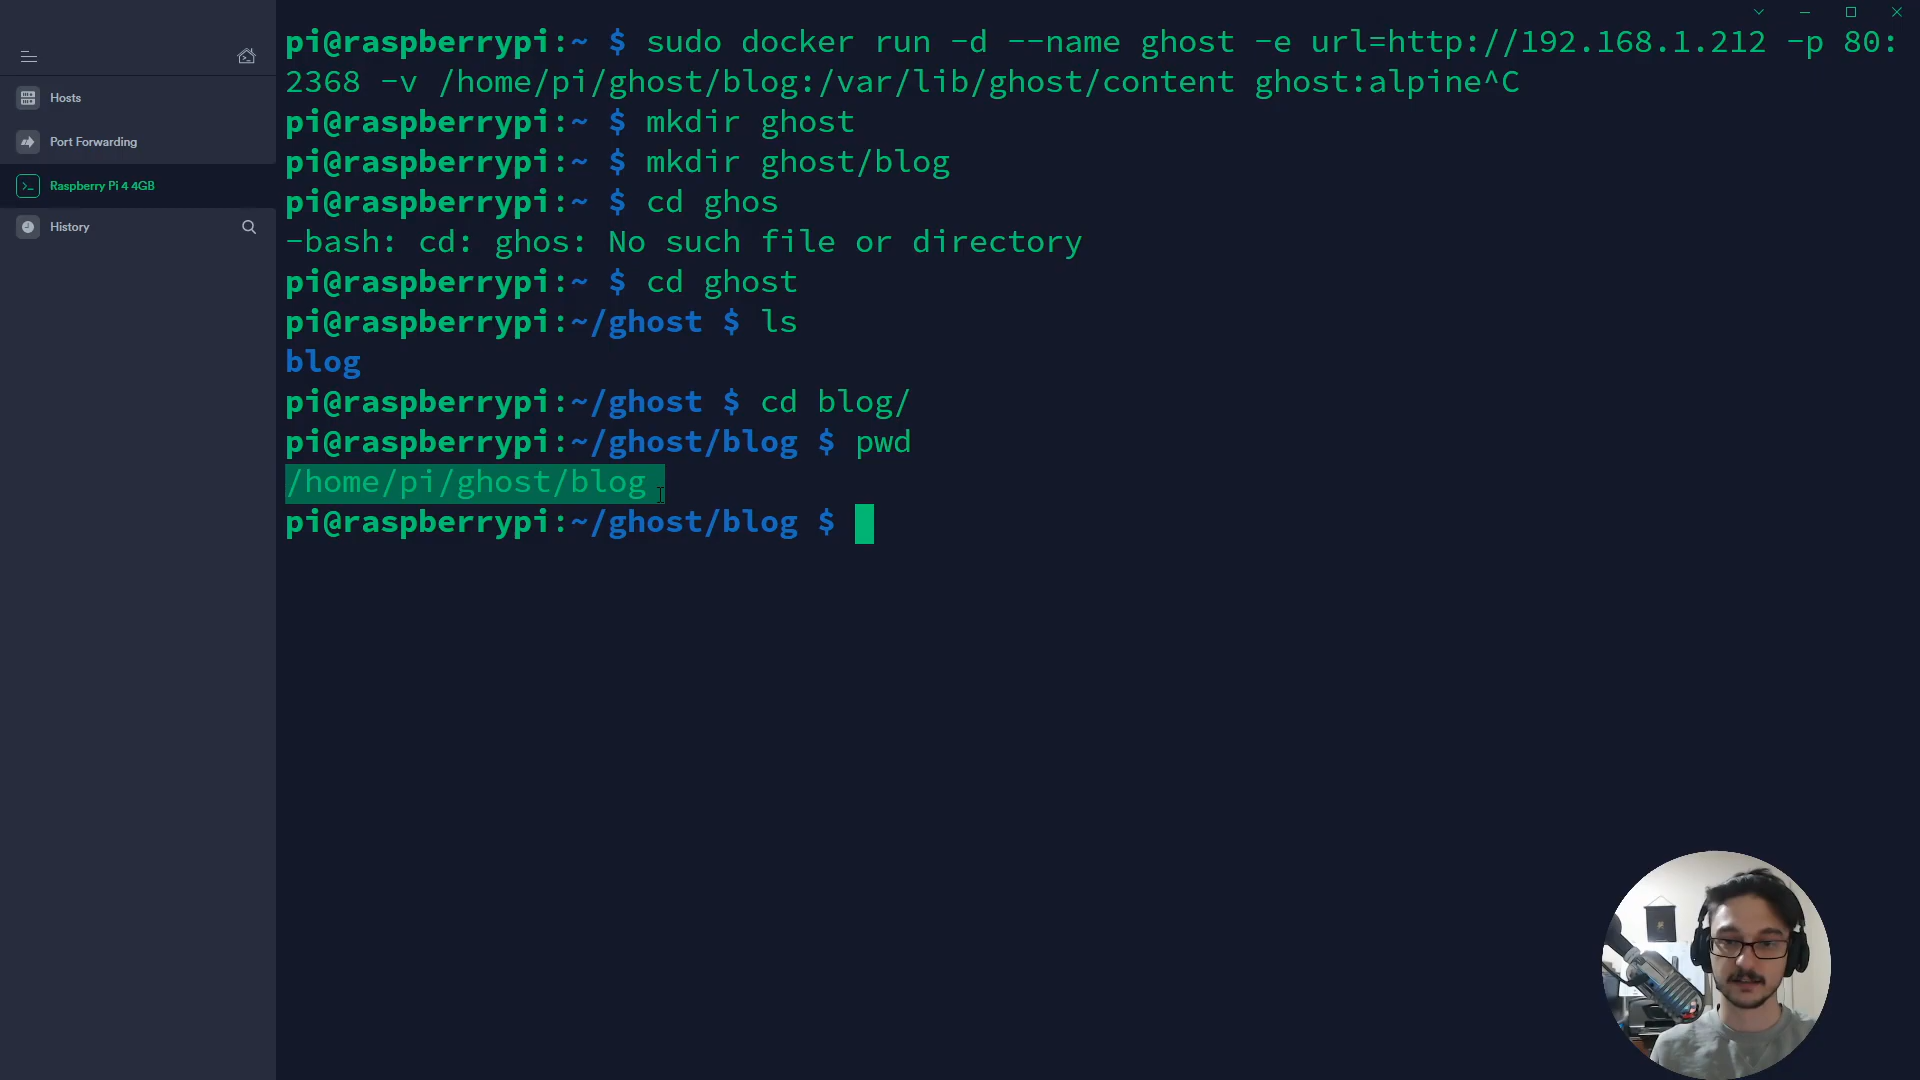 Hosts
Port Forwarding
Raspberry Pi 4 4GB
History
pi@raspberrypi:~ $ sudo docker run -d --name ghost -e url=http://192.168.1.212 -p 80:
2368 -v /home/pi/ghost/blog:/var/lib/ghost/content ghost:alpine^C
pi@raspberrypi:~ $ mkdir ghost
pi@raspberrypi:~ $ mkdir ghost/blog
pi@raspberrypi:~ $ cd ghos
-bash: cd: ghos: No such file or directory
pi@raspberrypi:~ $ cd ghost
pi@raspberrypi:~/ghost $ ls
blog
pi@raspberrypi:~/ghost $ cd blog/
pi@raspberrypi:~/ghost/blog $ pwd
/home/pi/ghost/blog
pi@raspberrypi:~/ghost/blog $